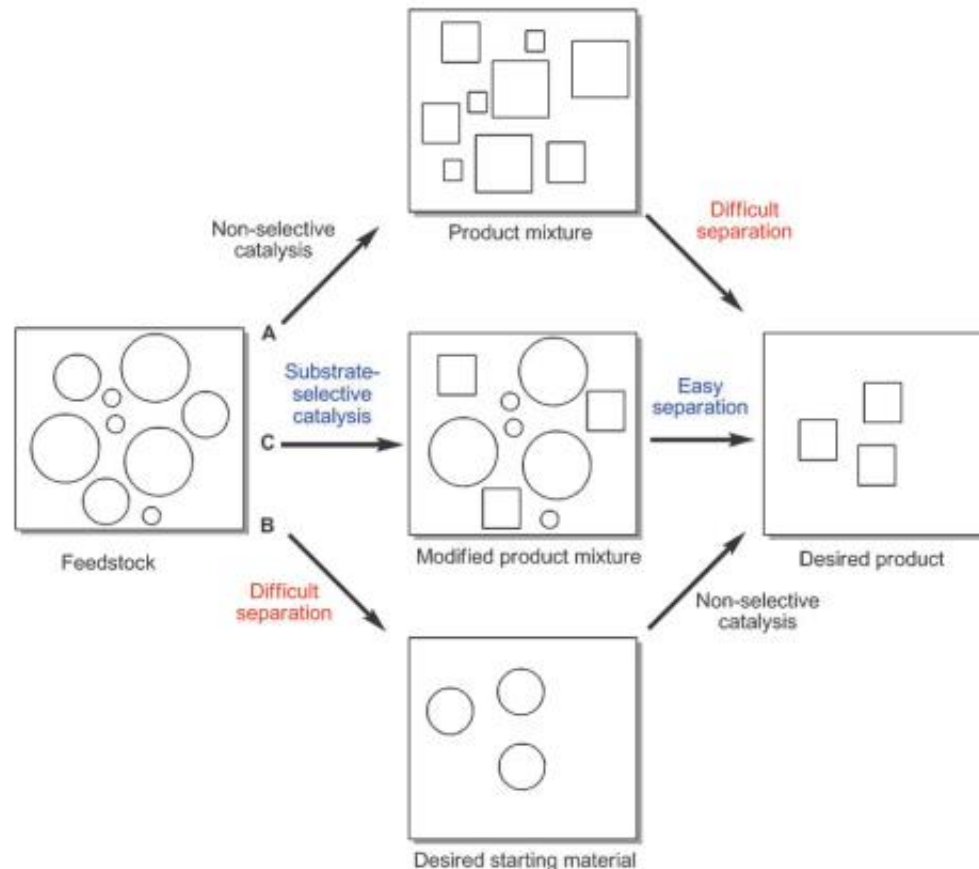 Non-selective
catalysis
Product mixture
Difficult
separation
A
Substrate-
selective
catalysis
C
B
Feedstock
Modified product mixture
Easy
separation
Desired product
Difficult
separation
Non-selective
catalysis
Desired starting material